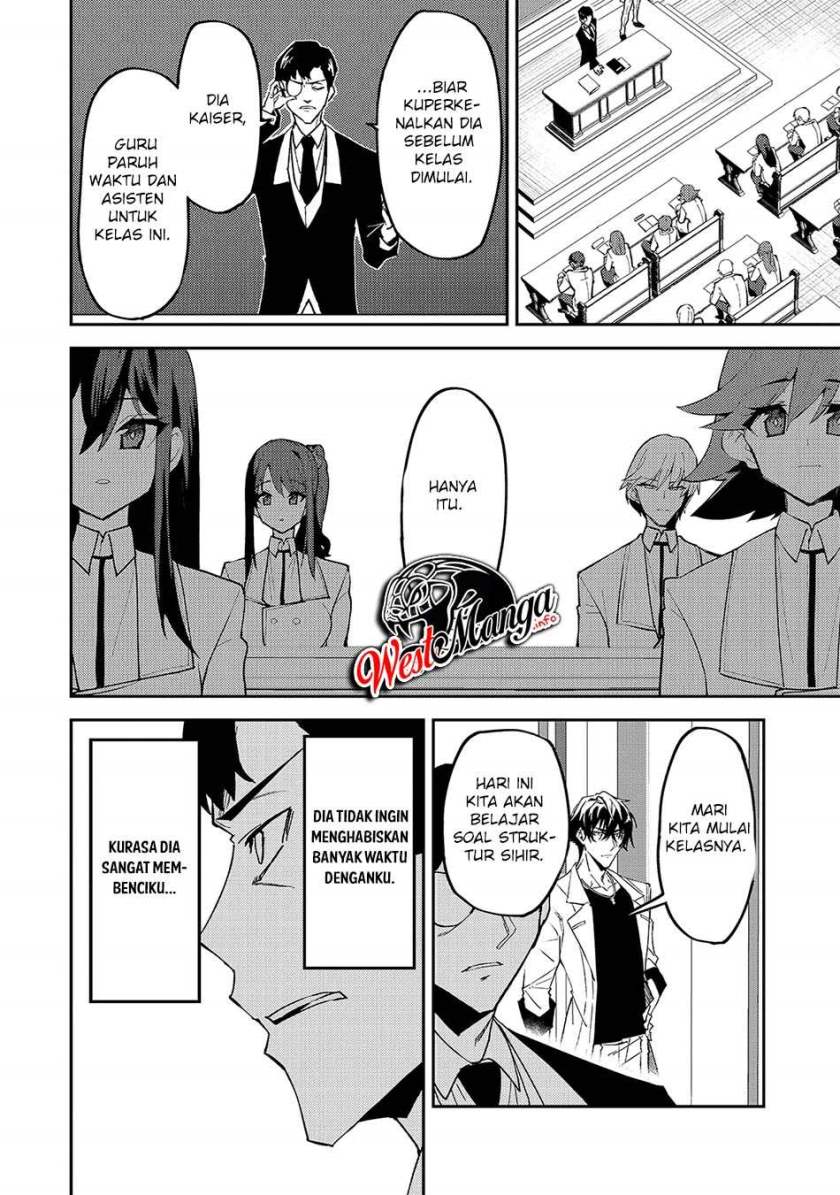 ...BIAR
KUPERKE-
NALKAN DIA
SEBELUM
KELAS
DIMULAI.
DIA
KAISER,
GURU
PARUH
WAKTU DAN
ASISTEN
UNTUK
KELAS INI.
HANYA
ITU.
WESTMANGA
.info
MARI
KITA MULAI
KELASNYA.
HARI INI
KITA AKAN
BELAJAR
SOAL STRUK-
TUR SIHIR.
DIA TIDAK INGIN
MENGHABISKAN
BANYAK WAKTU
DENGANKU.
KURASA DIA
SANGAT MEM-
BENCIKU...